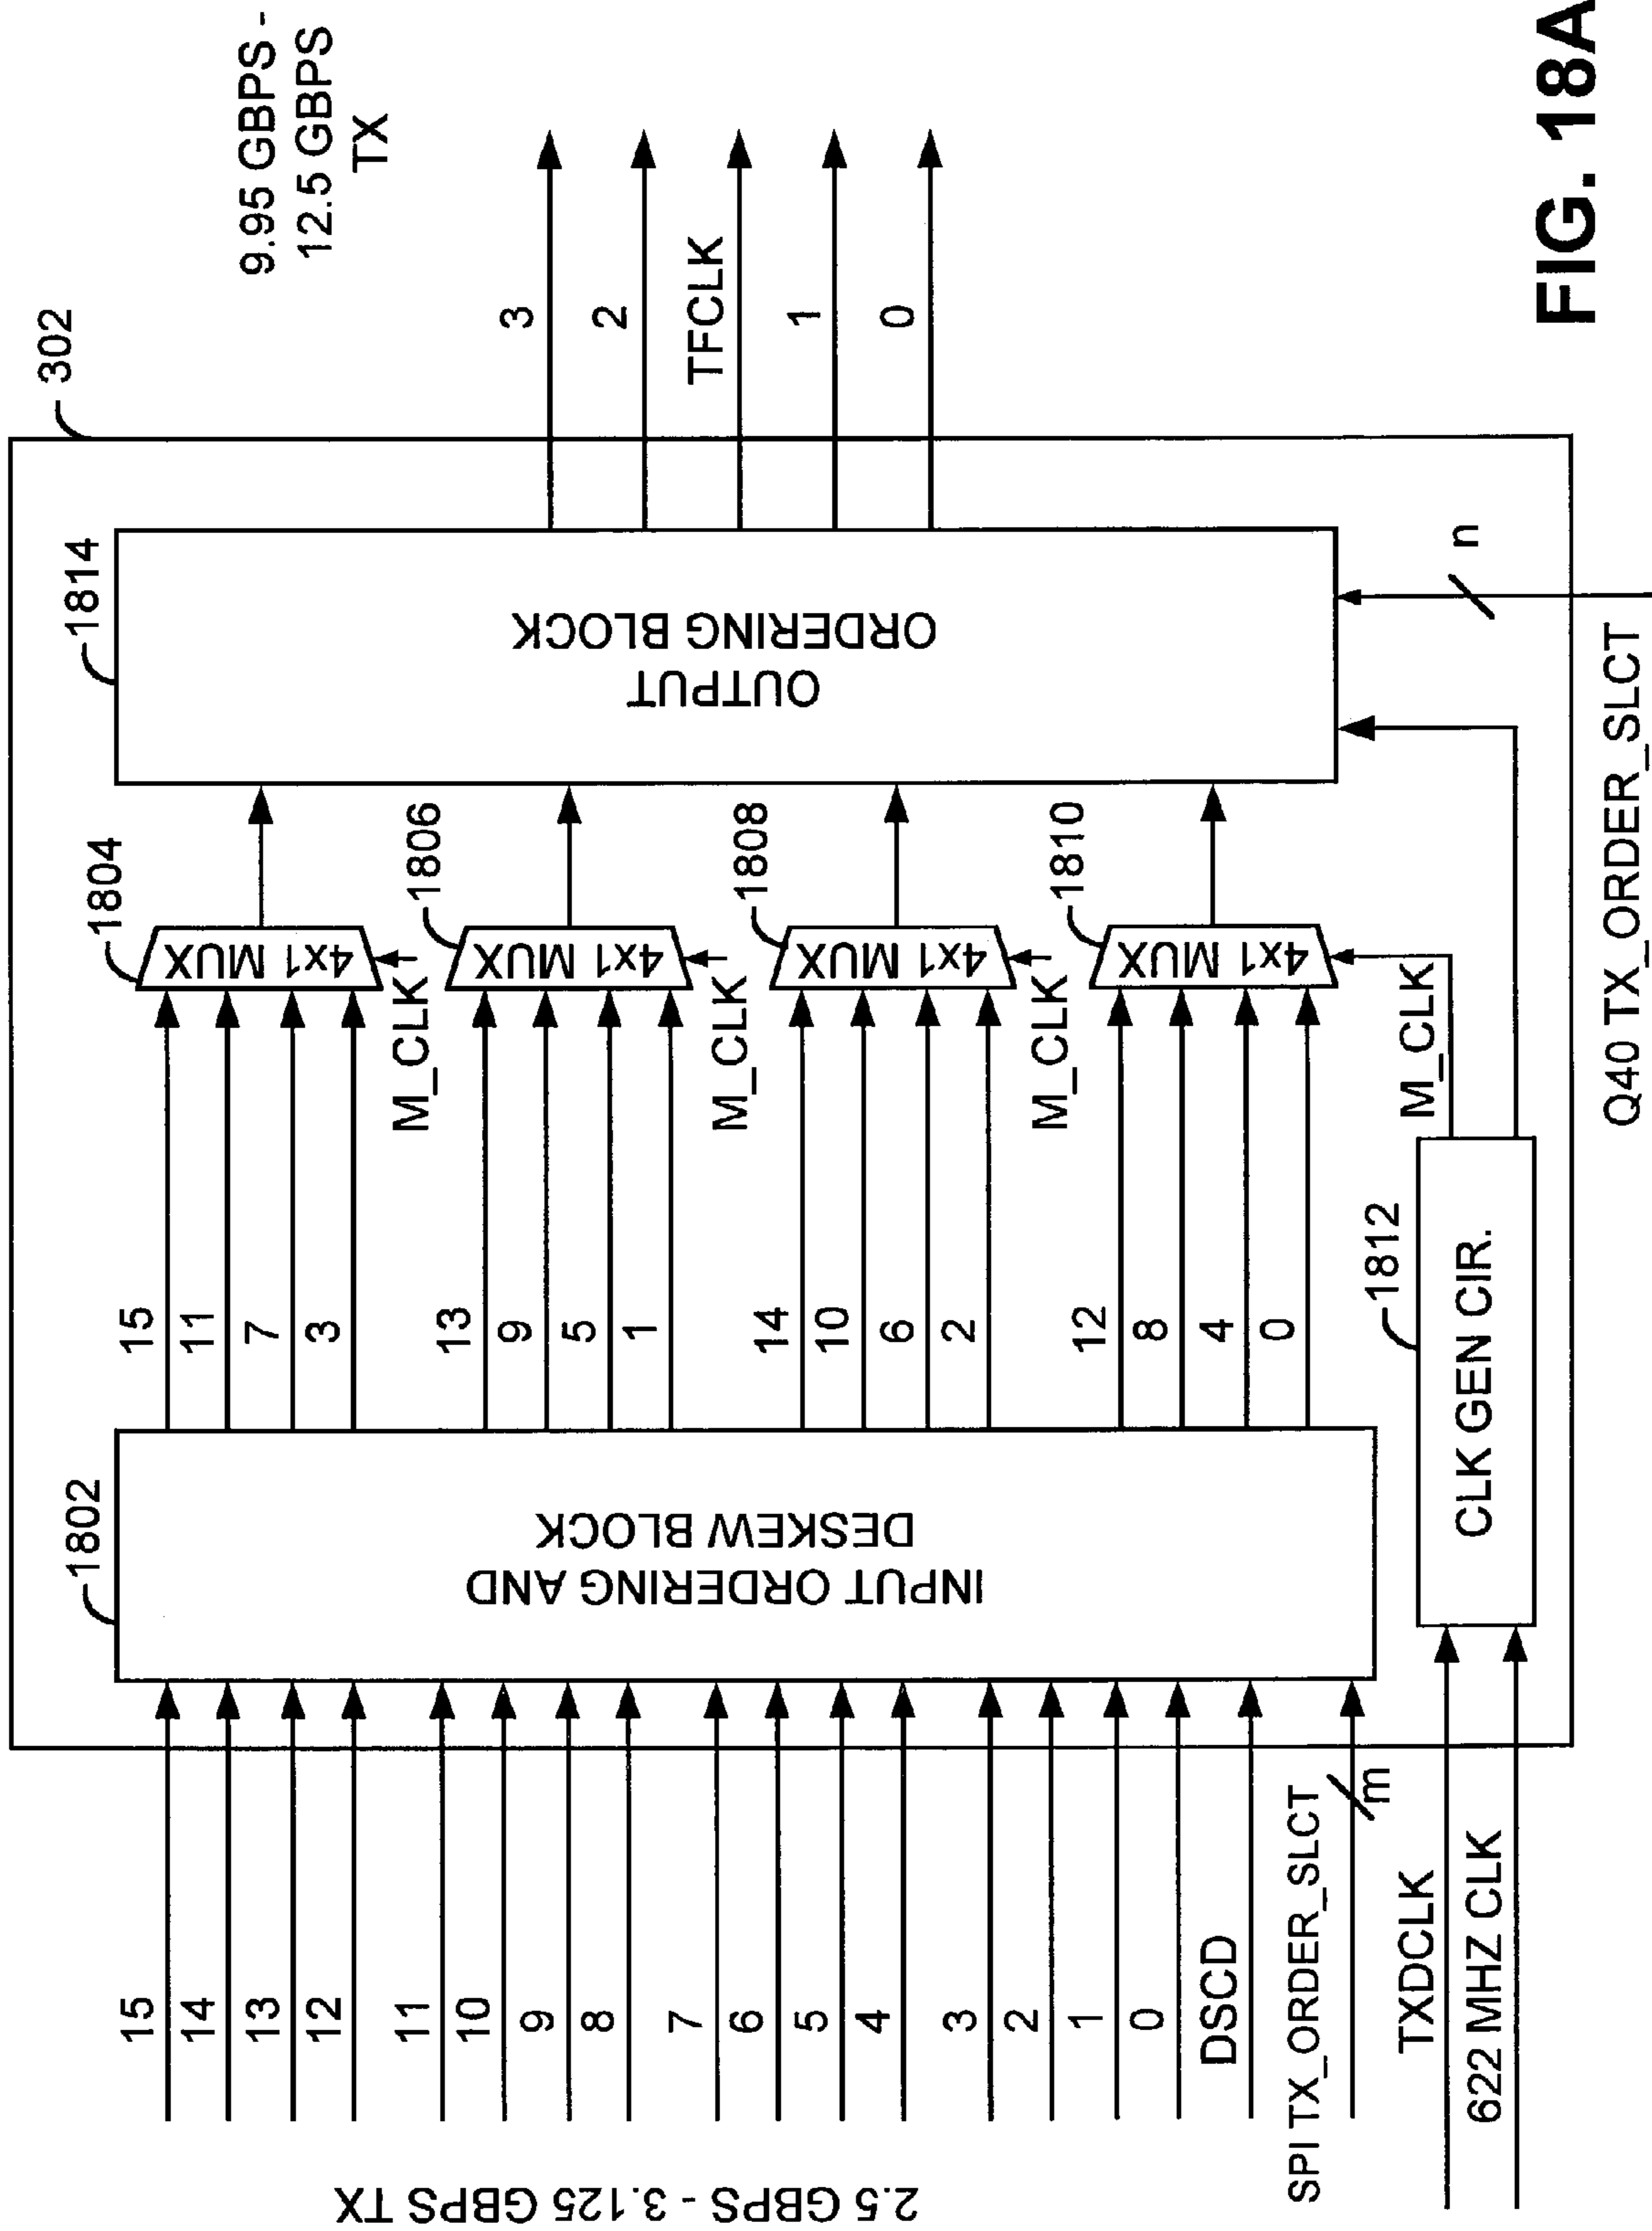 2.5 GBPS - 3.125 GBPS TX
15
14
13
12
11
10
9
8
7
6
5
4
3
2
1
0
DSCD
SPI TX_ORDER_SLCT
m
TXDCLK
622 MHZ CLK
1802
INPUT ORDERING AND
DESKEW BLOCK
15
11
7
3
13
9
5
1
14
10
6
2
12
8
4
0
1812
CLK GEN CIR.
M_CLK
M_CLK
M_CLK
M_CLK
1804
4x1 MUX
1806
4x1 MUX
1808
4x1 MUX
1810
4x1 MUX
1814
OUTPUT
ORDERING BLOCK
n
Q40 TX_ORDER_SLCT
302
3
2
TFCLK
1
0
9.95 GBPS -
12.5 GBPS
TX
FIG. 18A